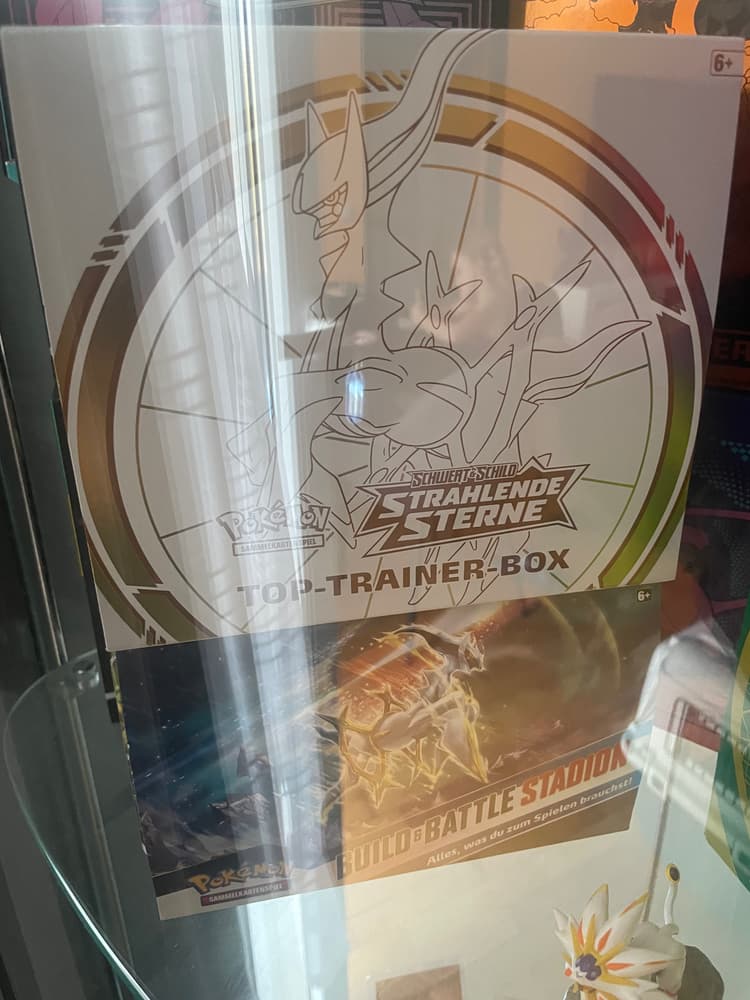 6+
SCHWERT & SCHILD
STRAHLENDE
STERNE
POKÉMON
SAMMELKARTENSPIEL
TOP-TRAINER-BOX
6+
BUILD & BATTLE STADION
Alles, was du zum Spielen brauchst!
POKÉMON
SAMMELKARTENSPIEL
ER